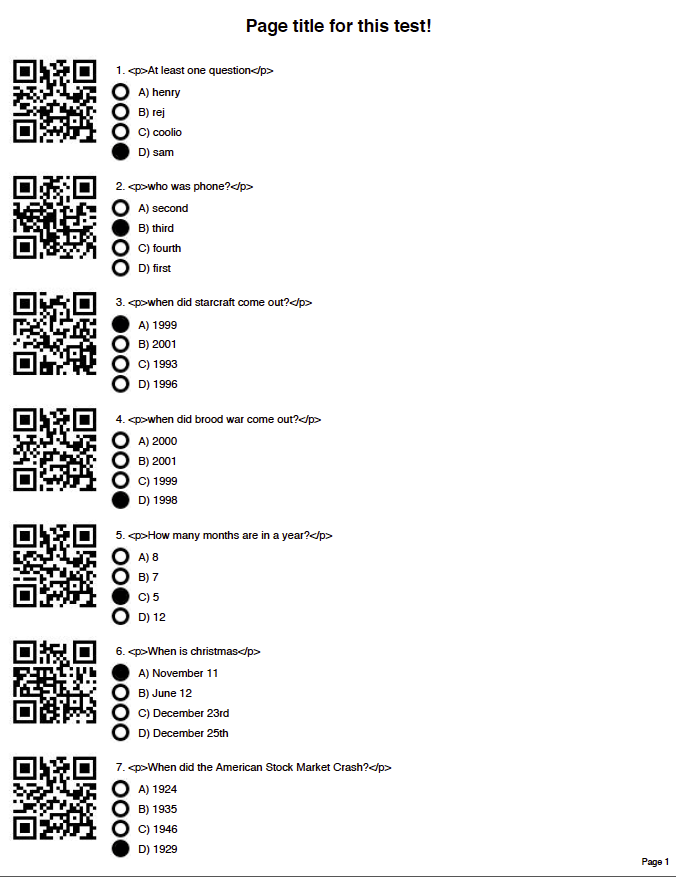 Page title for this test!
1. <p>At least one question</p>
A) henry
B) rej
C) coolio
D) sam
2. <p>who was phone?</p>
A) second
B) third
C) fourth
D) first
3. <p>when did starcraft come out?</p>
A) 1999
B) 2001
C) 1993
D) 1996
4. <p>when did brood war come out?</p>
A) 2000
B) 2001
C) 1999
D) 1998
5. <p>How many months are in a year?</p>
A) 8
B) 7
C) 5
D) 12
6. <p>When is christmas</p>
A) November 11
B) June 12
C) December 23rd
D) December 25th
7. <p>When did the American Stock Market Crash?</p>
A) 1924
B) 1935
C) 1946
D) 1929
Page 1